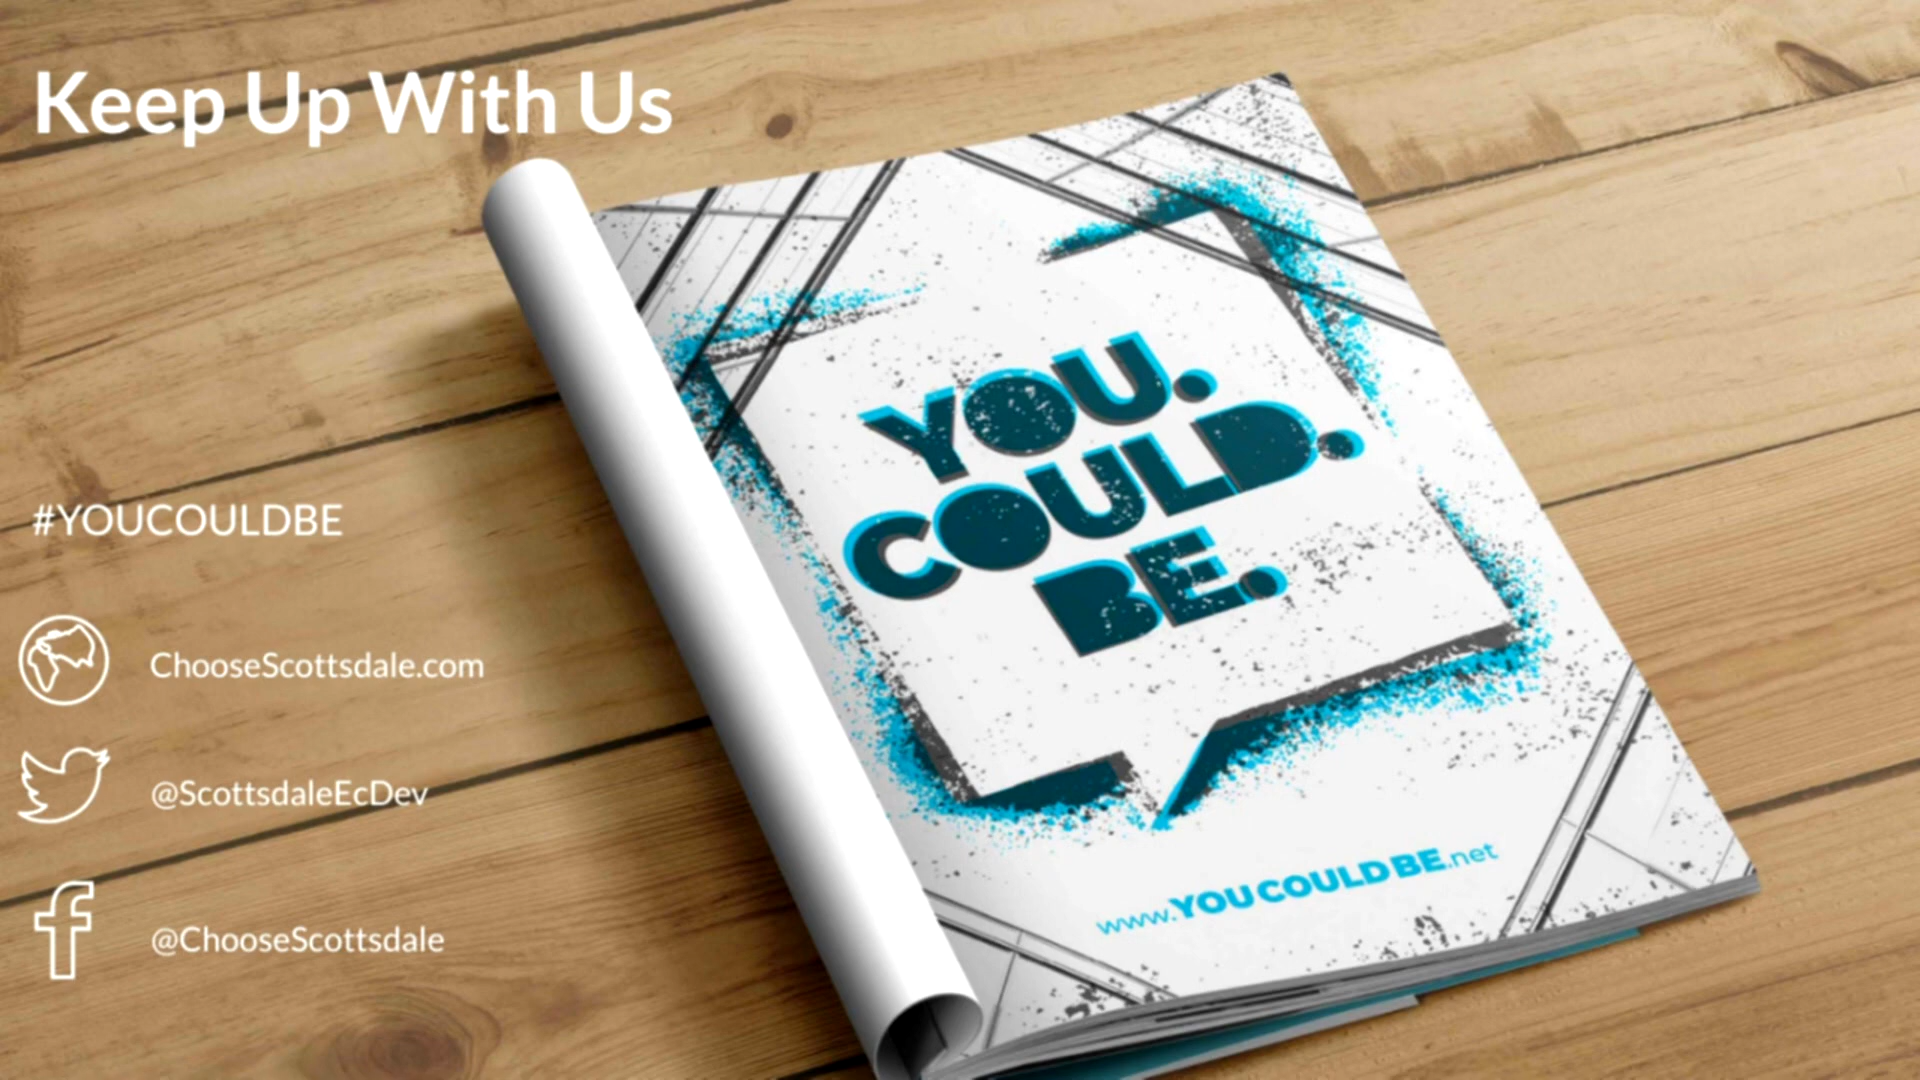 Keep Up With Us
#YOUCOULDBE
ChooseScottsdale.com
@ScottsdaleEcDev
@ChooseScottsdale
YOU.
COULD.
BE.
www.YOUCOULDBE.net